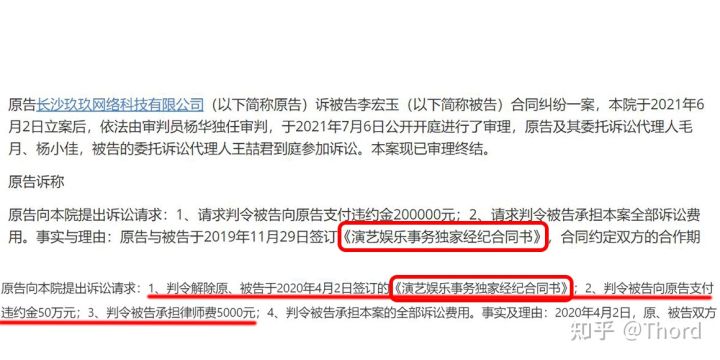 原告长沙玖玖网络科技有限公司（以下简称原告）诉被告李宏玉（以下简称被告）合同纠纷一案，本院于2021年6
月2日立案后，依法由审判员杨华独任审判，于2021年7月6日公开开庭进行了审理，原告及其委托诉讼代理人毛
月、杨小佳，被告的委托诉讼代理人王喆君到庭参加诉讼。本案现已审理终结。
原告诉称
原告向本院提出诉讼请求：1、请求判令被告向原告支付违约金200000元；2、请求判令被告承担本案全部诉讼费
用。事实与理由：原告与被告于2019年11月29日签订《演艺娱乐事务独家经纪合同书》，合同约定双方的合作期
原告向本院提出诉讼请求：1、判令解除原、被告于2020年4月2日签订的《演艺娱乐事务独家经纪合同书》；2、判令被告向原告支付
违约金50万元；3、判令被告承担律师费5000元；4、判令被告承担本案的全部诉讼费用。事实及理由：2020年4月2日，原、被告双方
知乎 @Thord